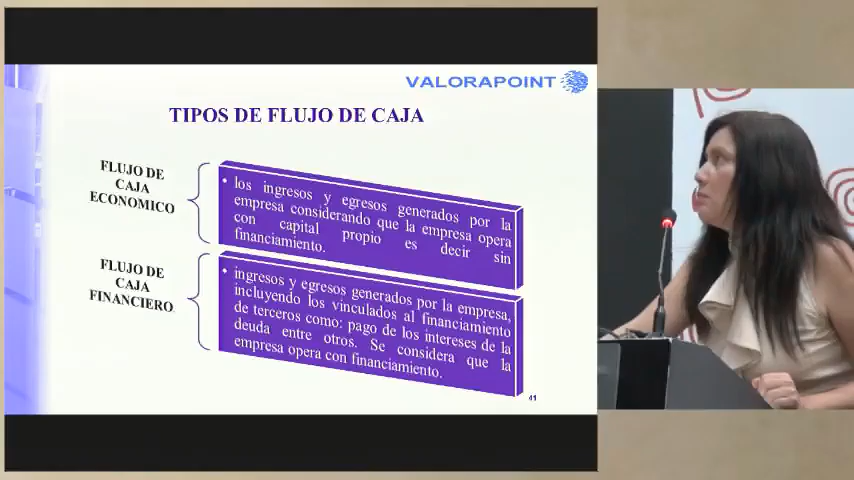 VALORAPOINT
TIPOS DE FLUJO DE CAJA
FLUJO DE
CAJA
ECONOMICO
• los ingresos y egresos generados por la
empresa considerando que la empresa opera
con capital propio es decir sin
financiamiento.
FLUJO DE
CAJA
FINANCIERO
• ingresos y egresos generados por la empresa,
incluyendo los vinculados al financiamiento
de terceros como: pago de los intereses de la
deuda entre otros. Se considera que la
empresa opera con financiamiento.
41